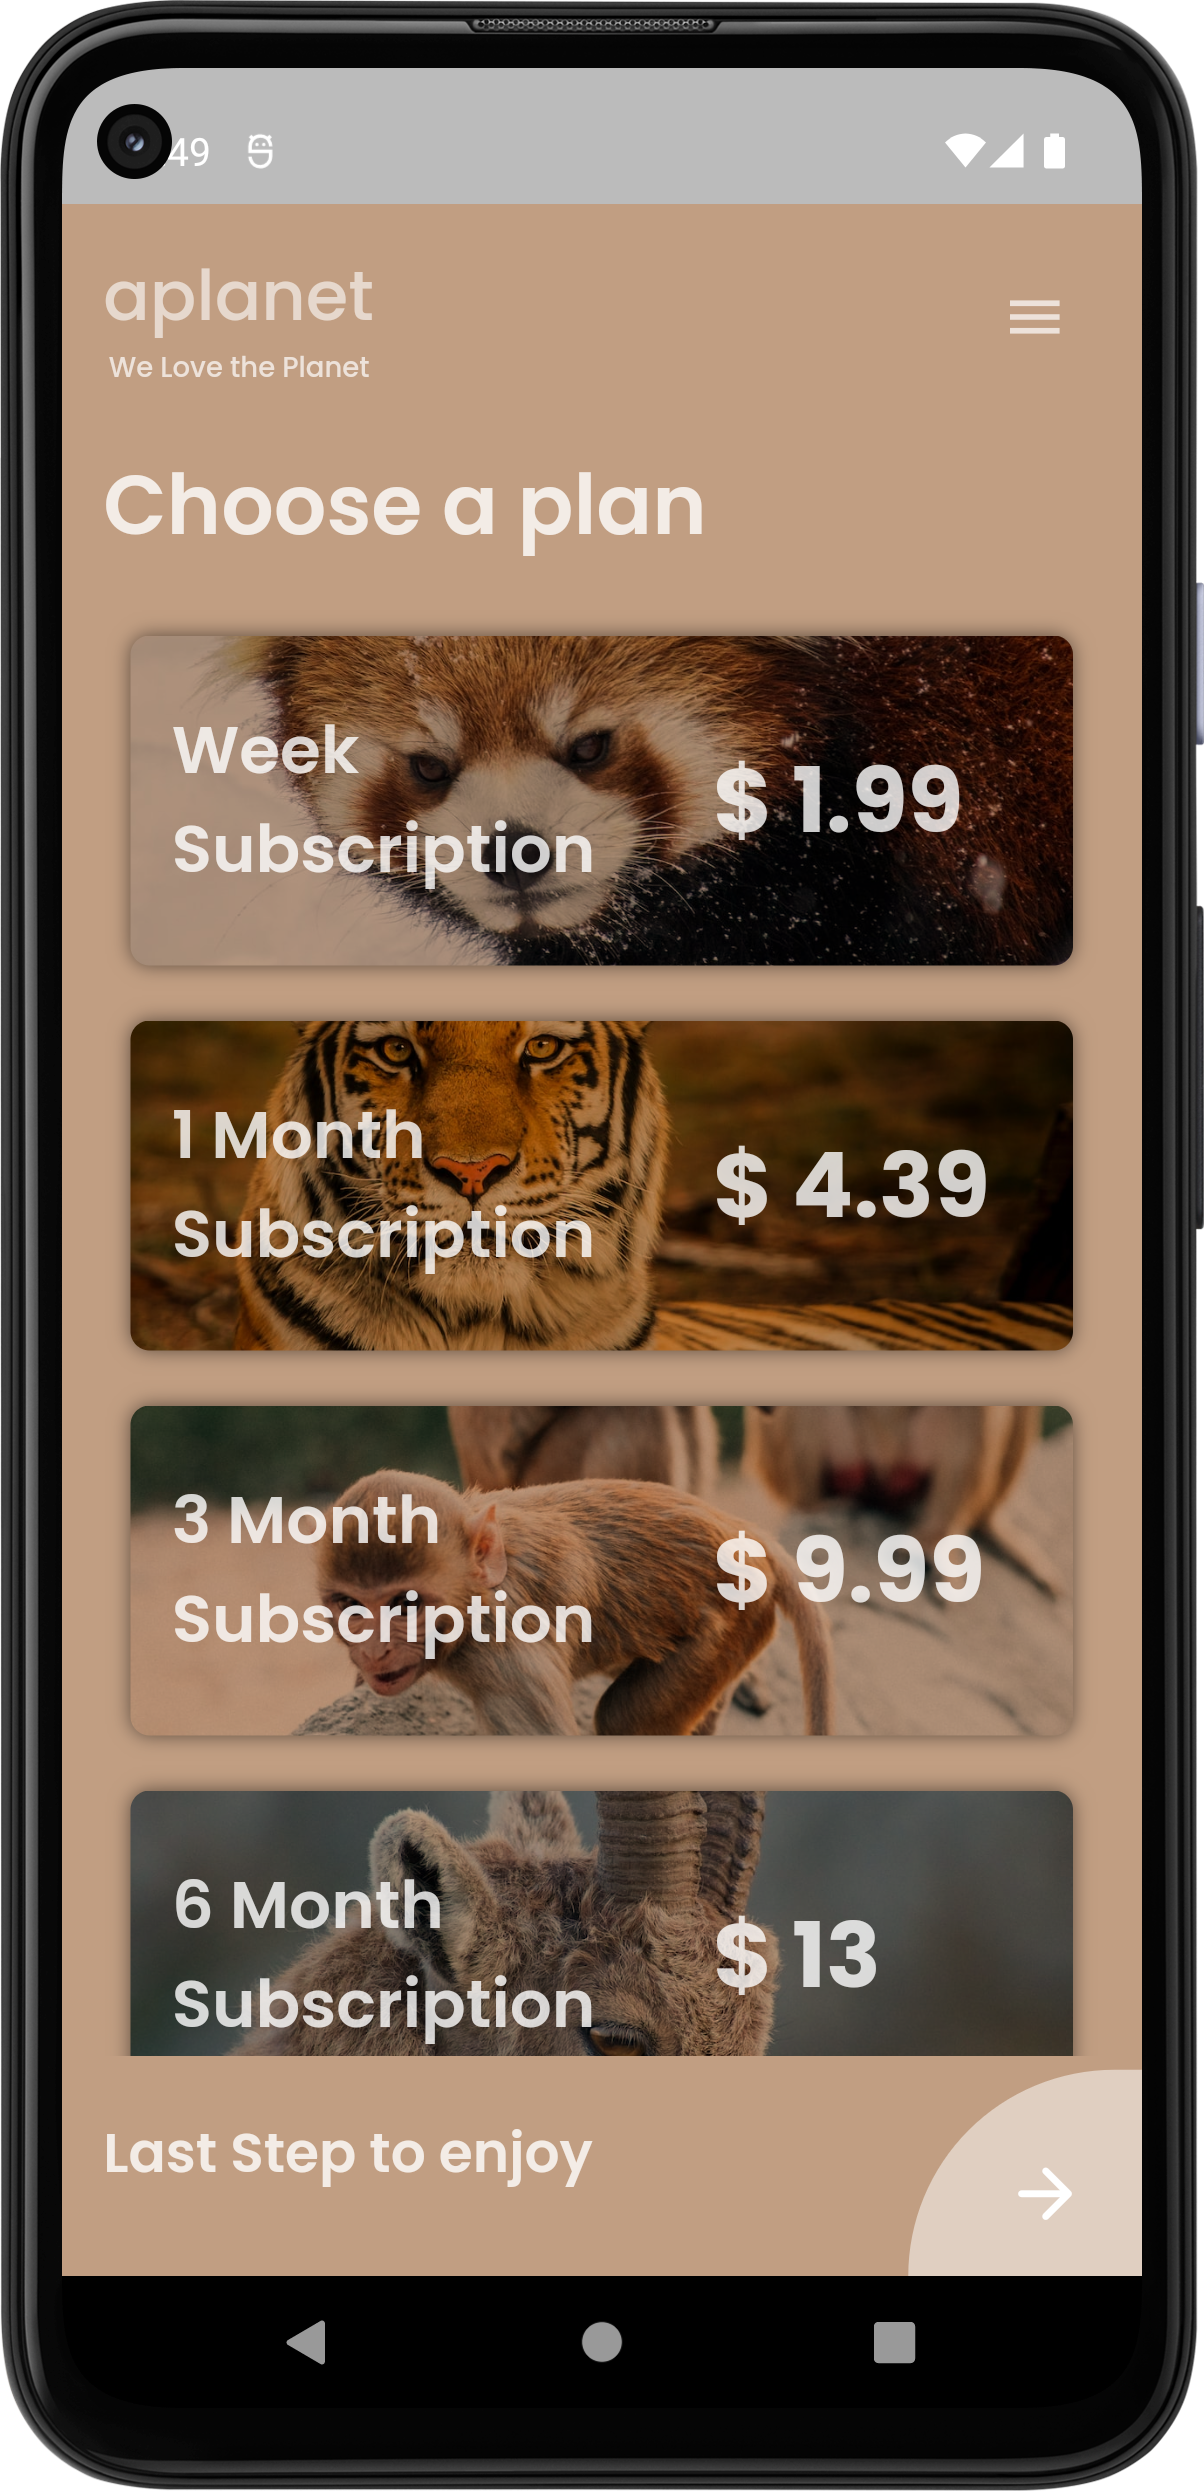 49
aplanet
We Love the Planet
Choose a plan
Week
Subscription
$ 1.99
1 Month
Subscription
$ 4.39
3 Month
Subscription
$ 9.99
6 Month
Subscription
$ 13
Last Step to enjoy